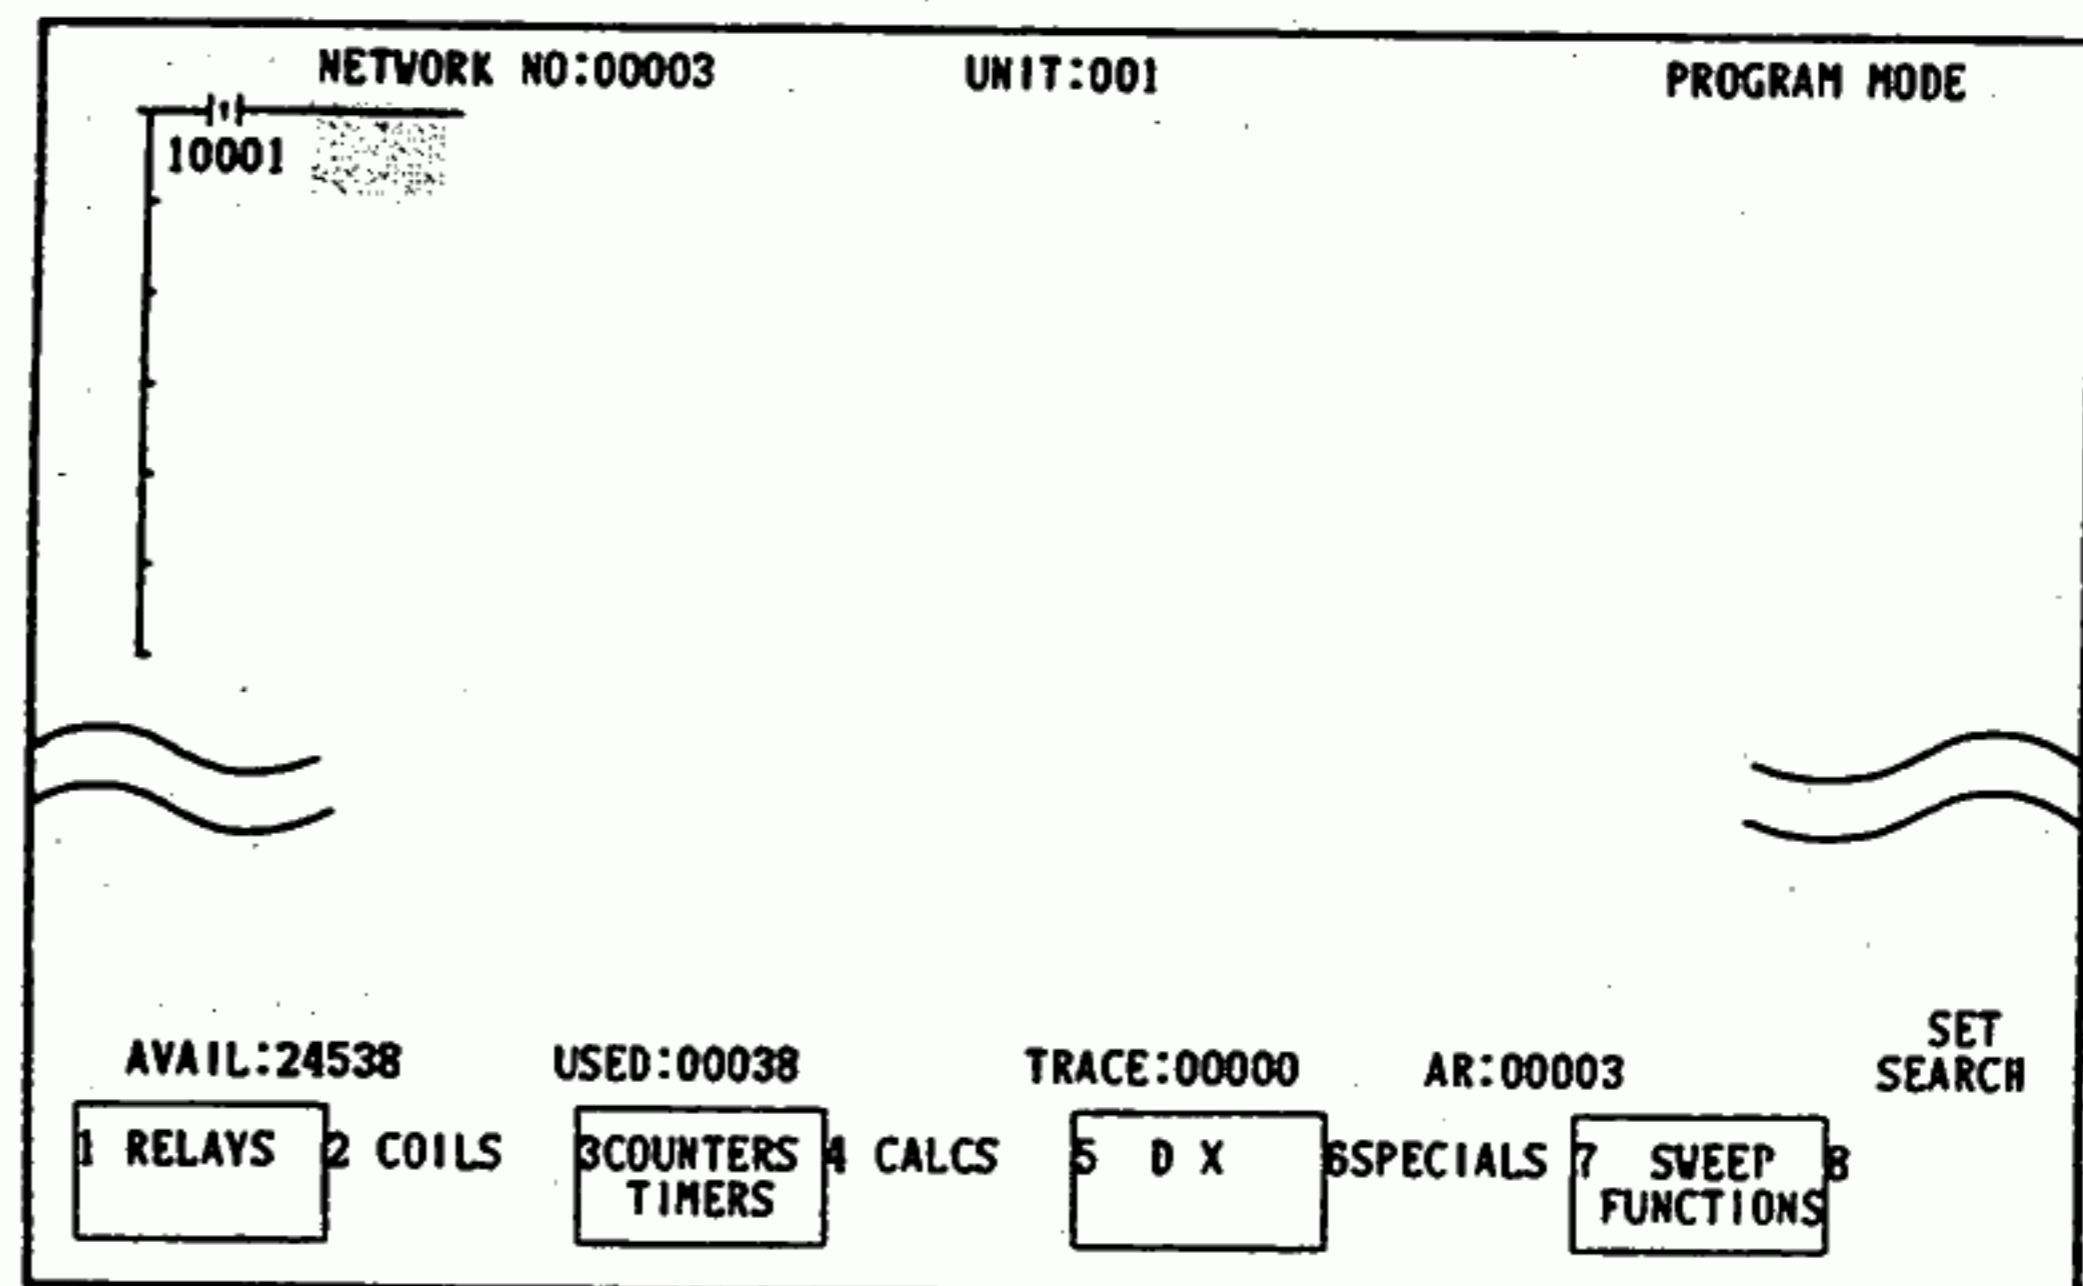 NETWORK NO:00003 UNIT:001 PROGRAM MODE
10001
SET
AVAIL:24538 USED:00038 TRACE:00000 AR:00003 SEARCH
1 RELAYS 2 COILS 3COUNTERS 4 CALCS 5 D X 6SPECIALS 7 SWEEP 8
TIMERS FUNCTIONS